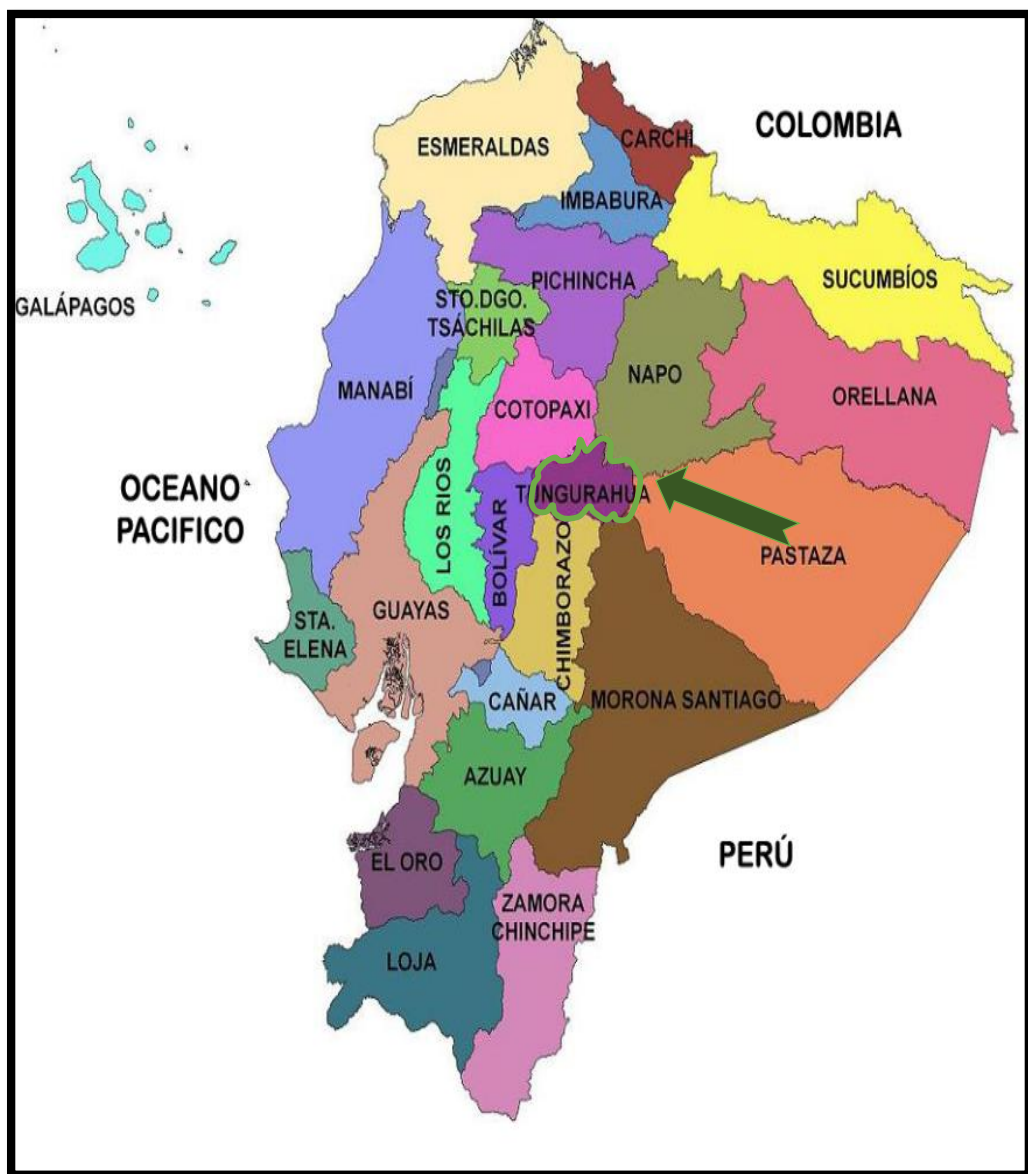 ESMERALDAS
CARCHI
COLOMBIA
IMBABURA
GALÁPAGOS
PICHINCHA
SUCUMBÍOS
STO.DGO.
TSÁCHILAS
MANABÍ
NAPO
ORELLANA
COTOPAXI
OCEANO
PACIFICO
LOS RIOS
TUNGURAHUA
BOLÍVAR
CHIMBORAZO
PASTAZA
GUAYAS
STA.
ELENA
CAÑAR
MORONA SANTIAGO
AZUAY
EL ORO
PERÚ
ZAMORA
CHINCHIPE
LOJA